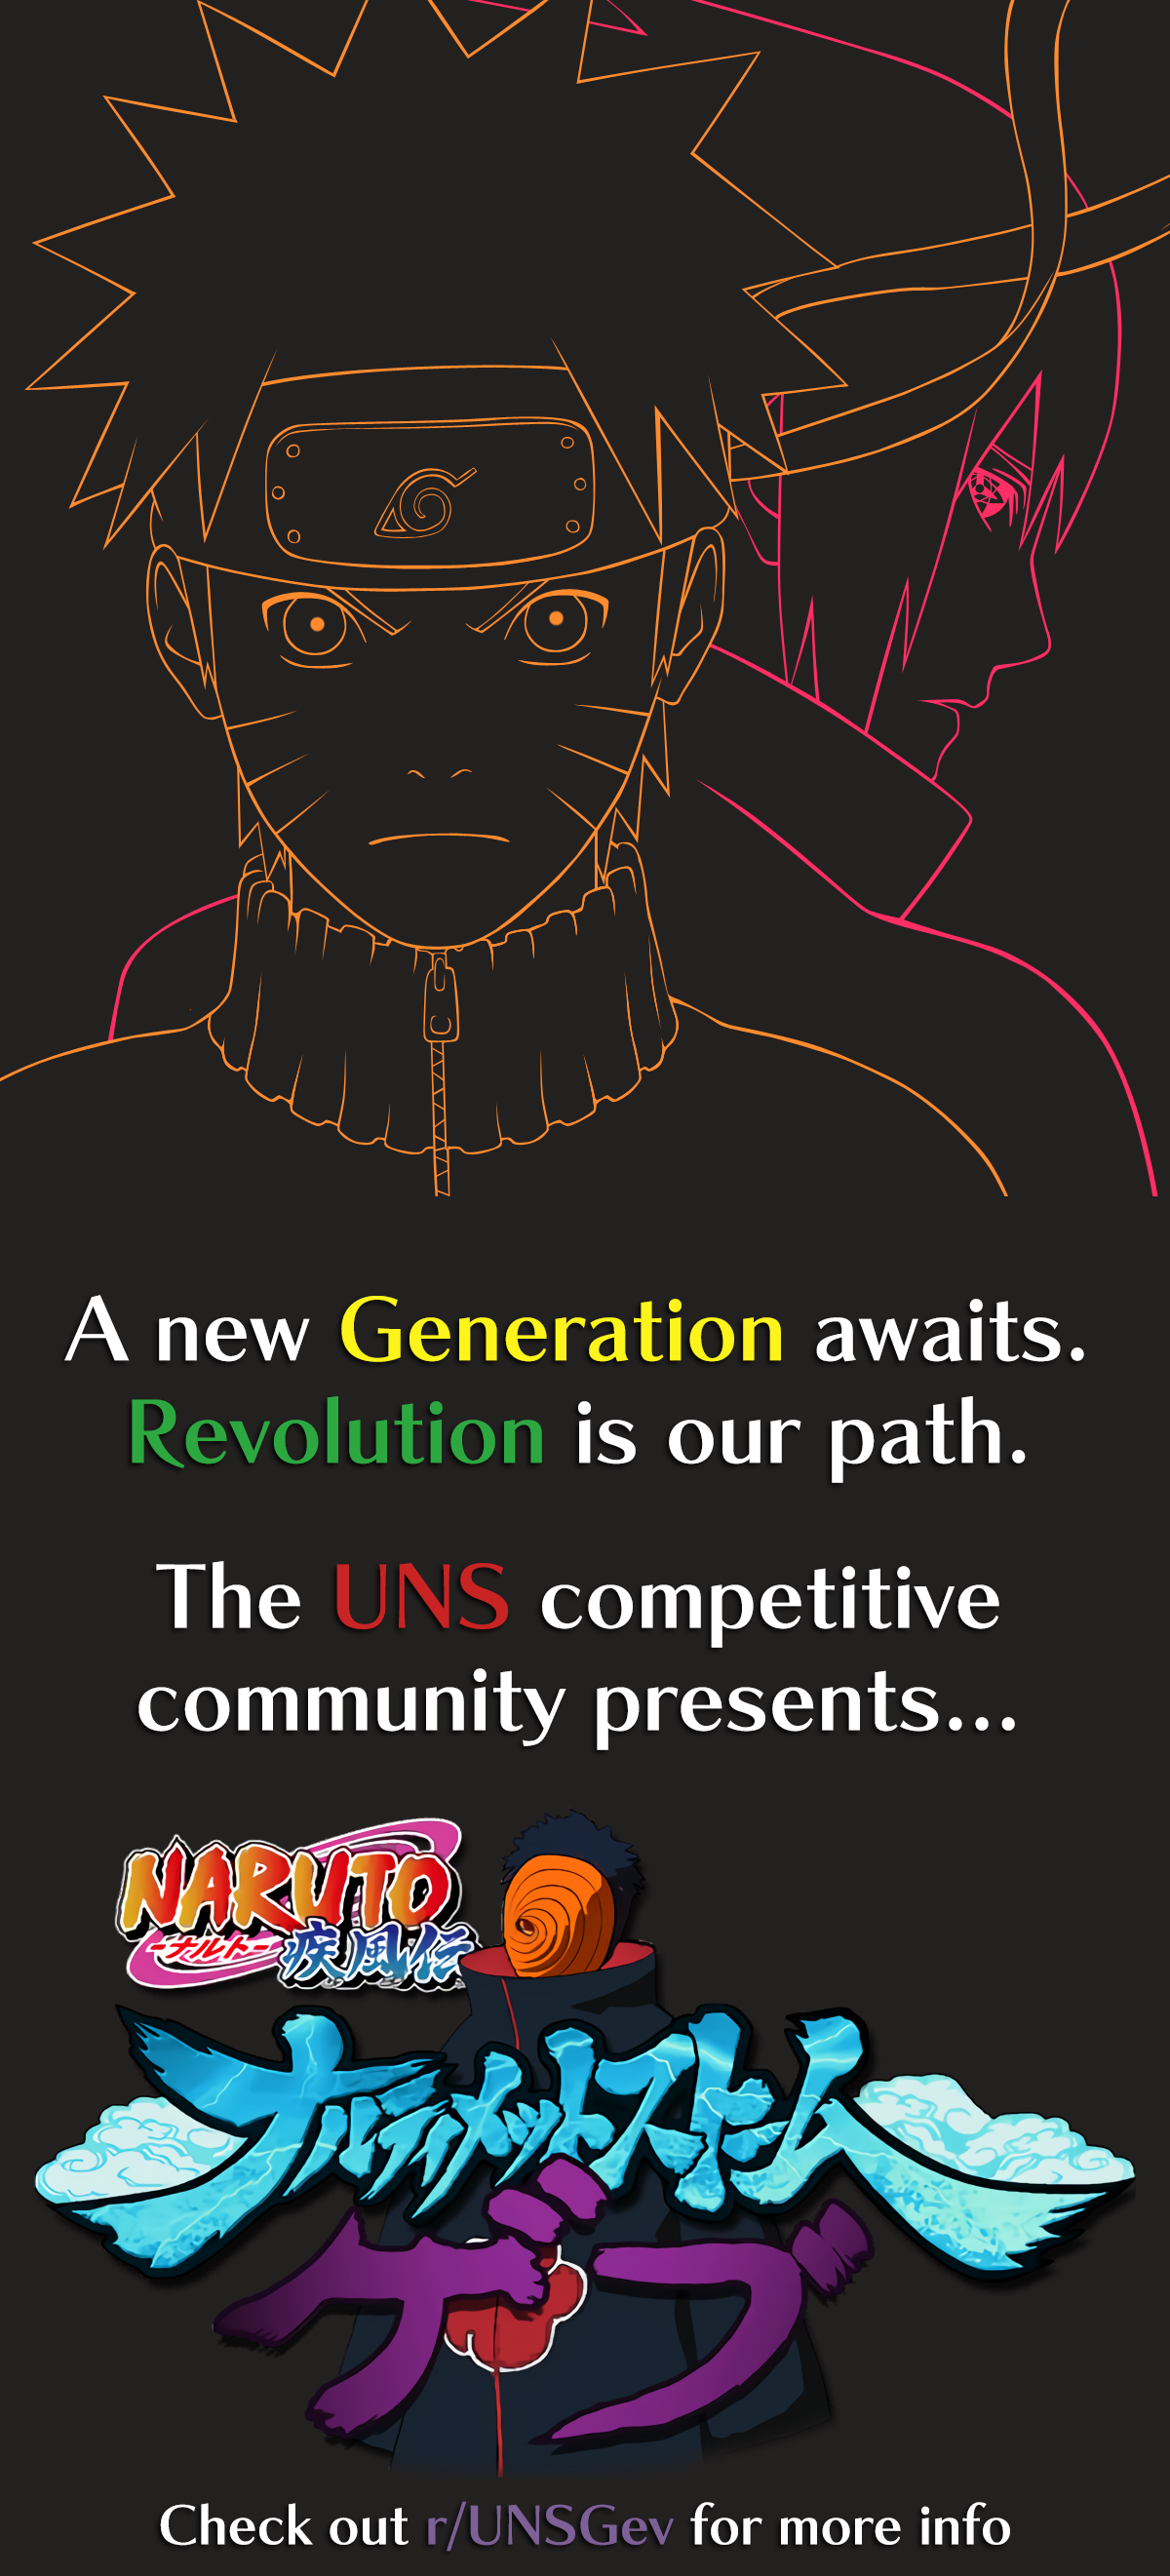 A new Generation awaits.
Revolution is our path.
The UNS competitive
community presents...
NARUTO
-ナルト- 疾風伝
ナルティメットストーム
ゲブ
Check out r/UNSGev for more info